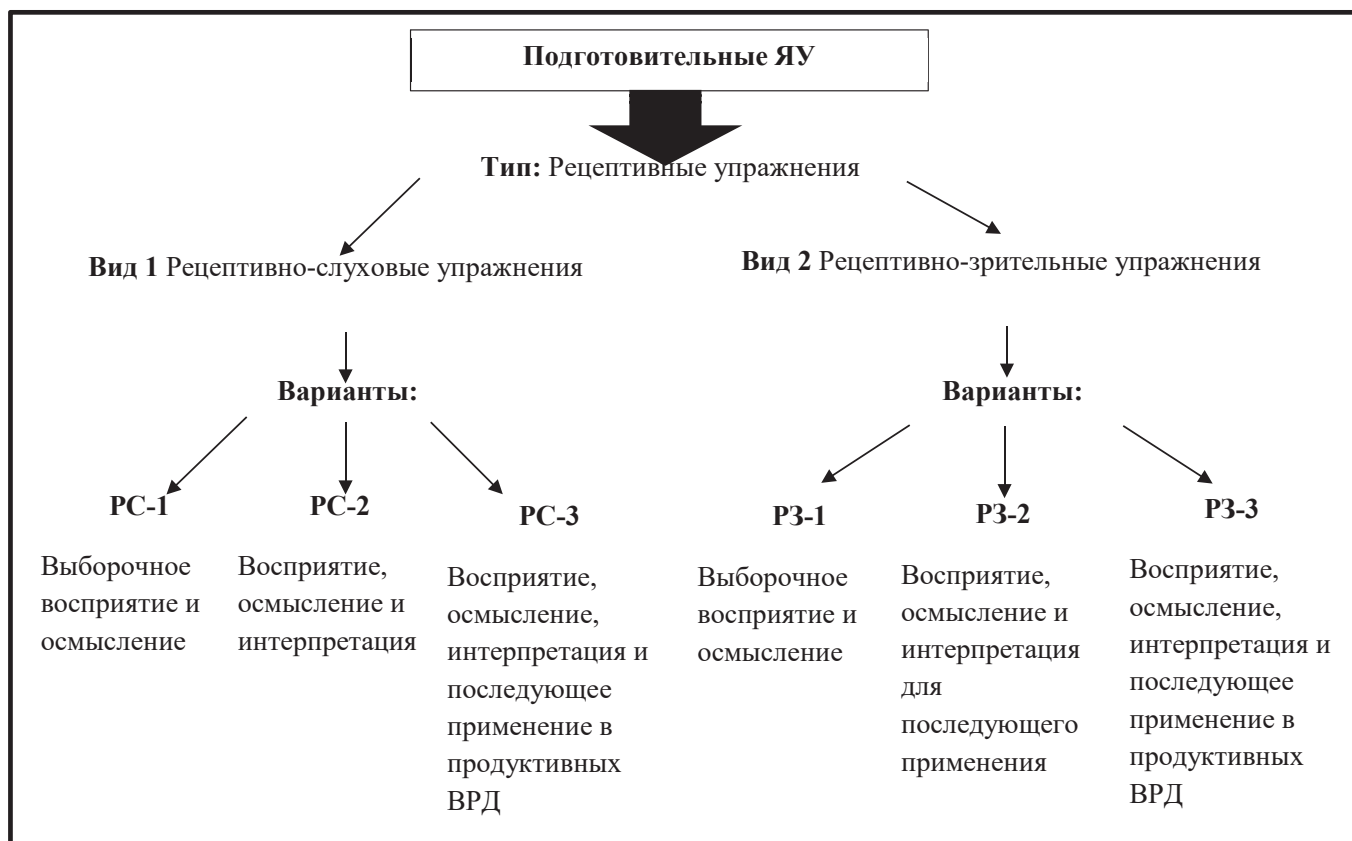 Подготовительные ЯУ
Тип: Рецептивные упражнения
Вид 1 Рецептивно-слуховые упражнения
Вид 2 Рецептивно-зрительные упражнения
Варианты:
Варианты:
РС-1
РС-2
РС-3
РЗ-1
РЗ-2
РЗ-3
Выборочное
восприятие и
осмысление
Восприятие,
осмысление и
интерпретация
Восприятие,
осмысление,
интерпретация и
последующее
применение в
продуктивных
ВРД
Выборочное
восприятие и
осмысление
Восприятие,
осмысление и
интерпретация
для
последующего
применения
Восприятие,
осмысление,
интерпретация и
последующее
применение в
продуктивных
ВРД